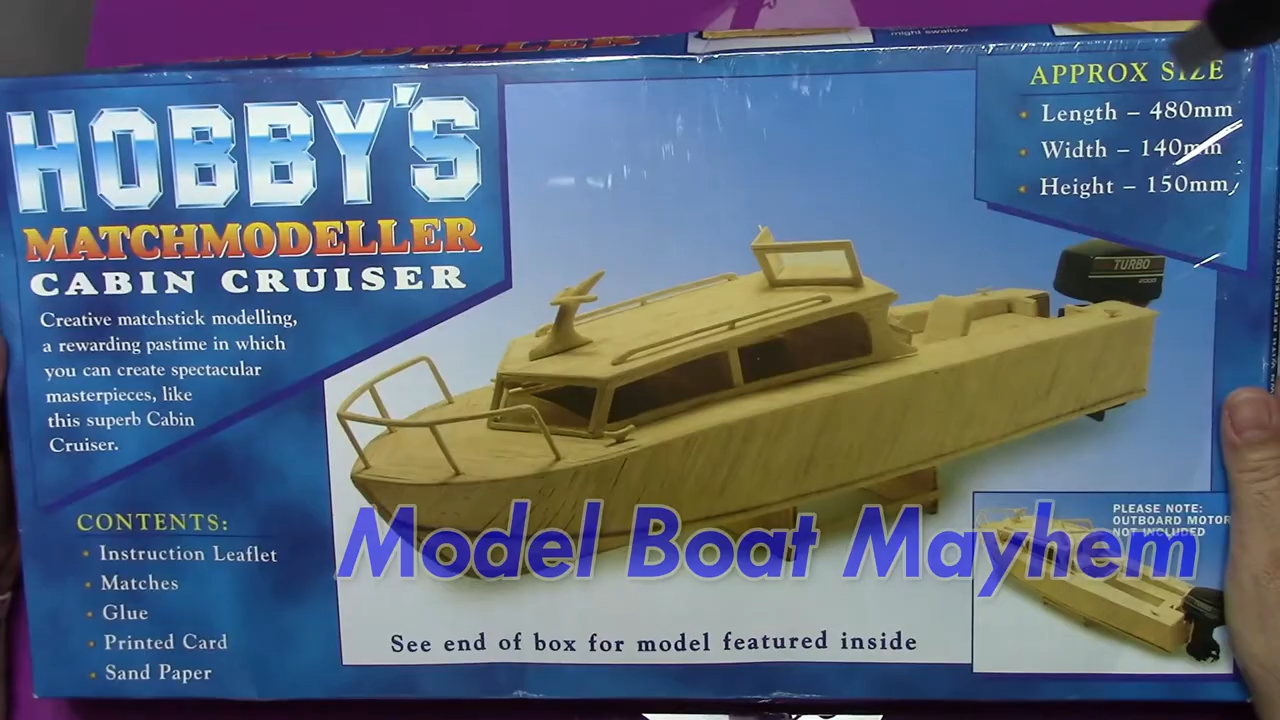 might swallow
HOBBY'S
MATCHMODELLER
CABIN CRUISER
Creative matchstick modelling,
a rewarding pastime in which
you can create spectacular
masterpieces, like
this superb Cabin
Cruiser.
CONTENTS:
• Instruction Leaflet
• Matches
• Glue
• Printed Card
• Sand Paper
APPROX SIZE
• Length – 480mm
• Width – 140mm
• Height – 150mm
TURBO
Model Boat Mayhem
PLEASE NOTE:
OUTBOARD MOTOR
NOT INCLUDED
See end of box for model featured inside